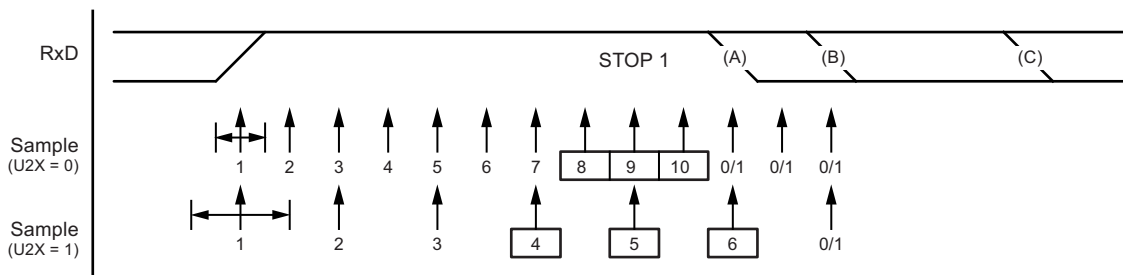 RxD STOP 1 (A) (B) (C)
Sample
(U2X = 0)
1 2 3 4 5 6 7 8 9 10 0/1 0/1 0/1
Sample
(U2X = 1)
1 2 3 4 5 6 0/1